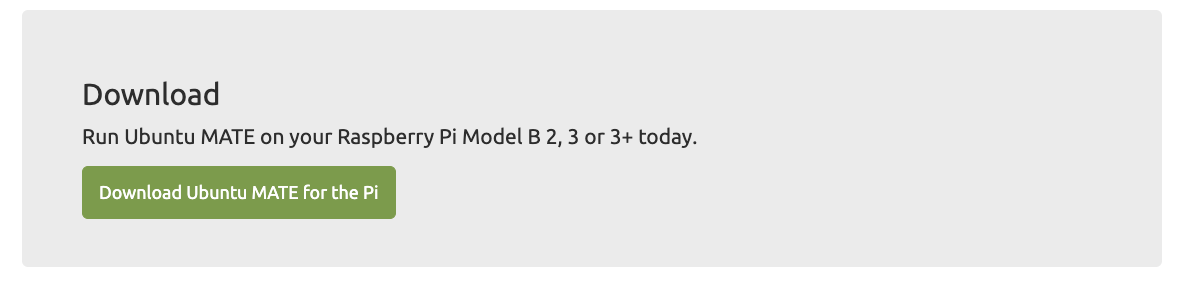 Download
Run Ubuntu MATE on your Raspberry Pi Model B 2, 3 or 3+ today.
Download Ubuntu MATE for the Pi